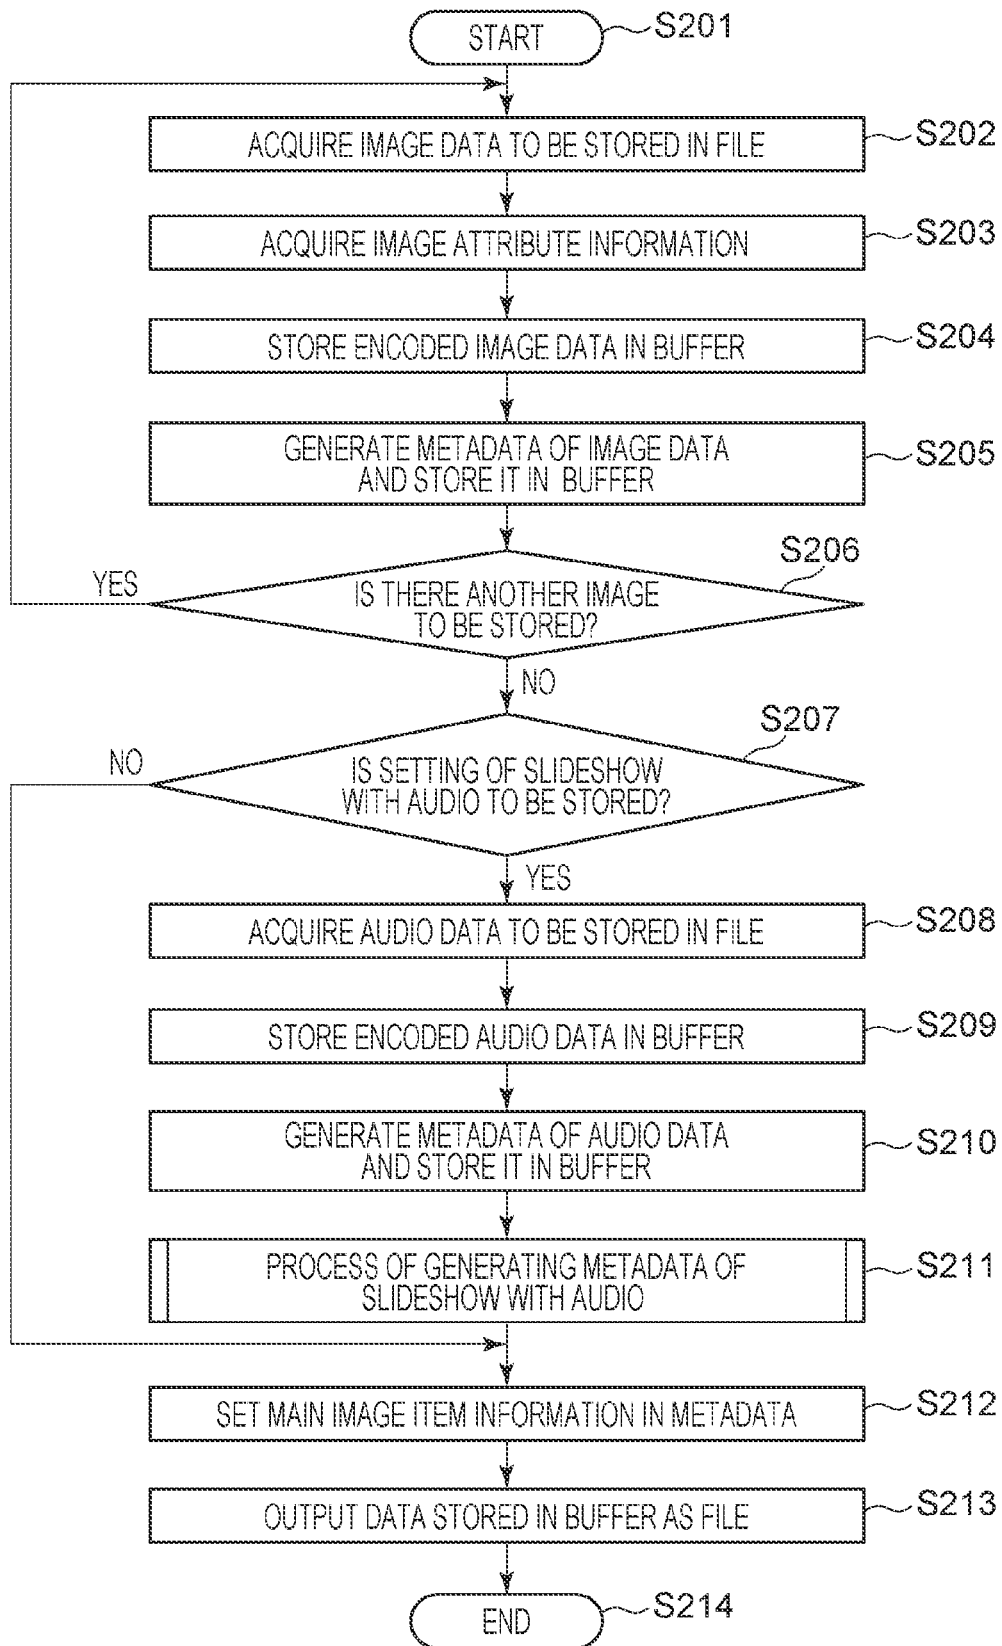 START
S201
ACQUIRE IMAGE DATA TO BE STORED IN FILE
S202
ACQUIRE IMAGE ATTRIBUTE INFORMATION
S203
STORE ENCODED IMAGE DATA IN BUFFER
S204
GENERATE METADATA OF IMAGE DATA
AND STORE IT IN BUFFER
S205
S206
YES
IS THERE ANOTHER IMAGE
TO BE STORED?
NO
S207
NO
IS SETTING OF SLIDESHOW
WITH AUDIO TO BE STORED?
YES
ACQUIRE AUDIO DATA TO BE STORED IN FILE
S208
STORE ENCODED AUDIO DATA IN BUFFER
S209
GENERATE METADATA OF AUDIO DATA
AND STORE IT IN BUFFER
S210
PROCESS OF GENERATING METADATA OF
SLIDESHOW WITH AUDIO
S211
SET MAIN IMAGE ITEM INFORMATION IN METADATA
S212
OUTPUT DATA STORED IN BUFFER AS FILE
S213
END
S214